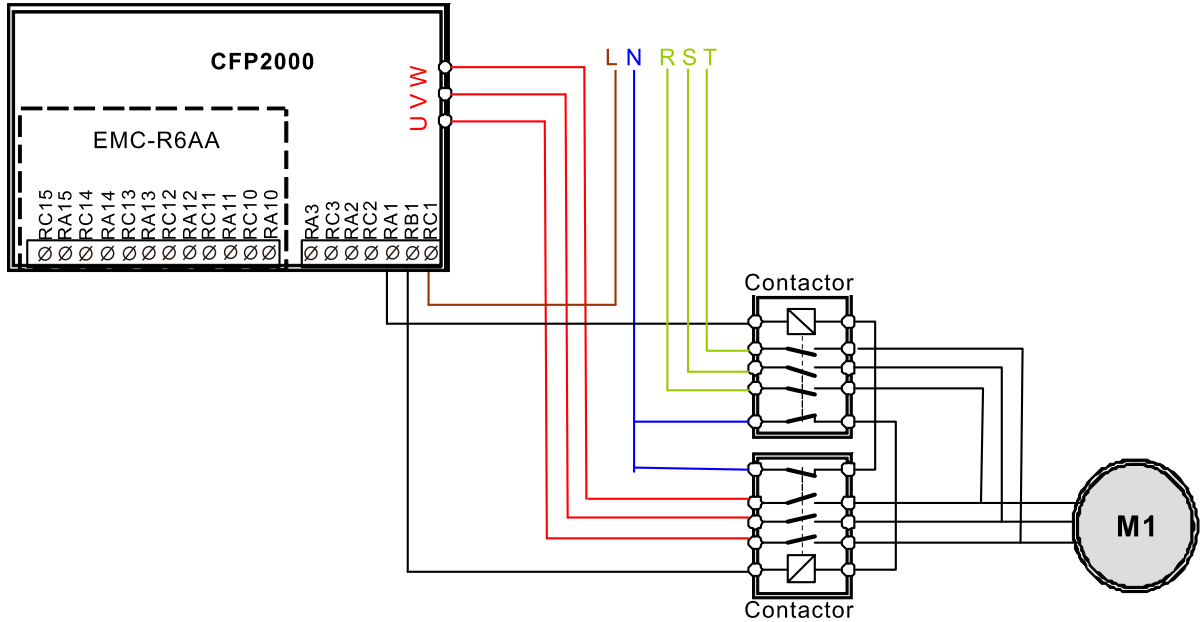 CFP2000
L N R S T
U V W
EMC-R6AA
RC15 RA15 RC14 RA14 RC13 RA13 RC12 RA12 RC11 RA11 RC10 RA10 RA3 RC3 RA2 RC2 RA1 RB1 RC1
Contactor
M1
Contactor